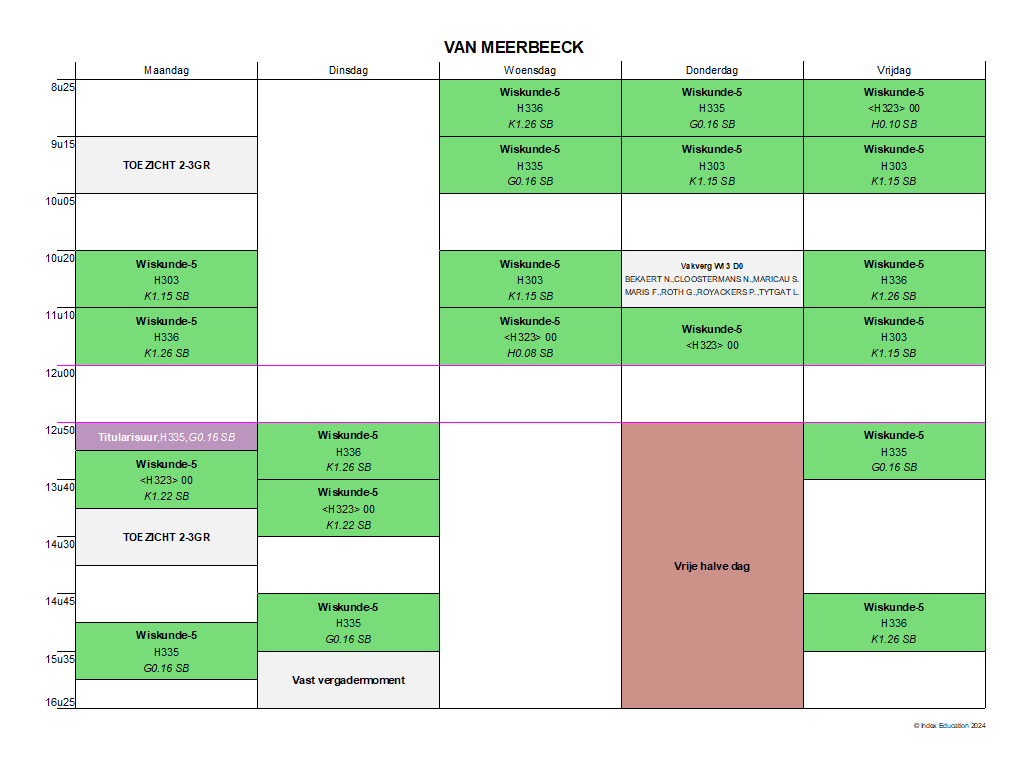 VAN MEERBEECK
Maandag Dinsdag Woensdag Donderdag Vrijdag
8u25
9u15
10u05
10u20
11u10
12u00
12u50
13u40
14u30
14u45
15u35
16u25
TOEZICHT 2-3GR
Wiskunde-5
H303
K1.15 SB
Wiskunde-5
H336
K1.26 SB
Titularisuur,H335,G0.16 SB
Wiskunde-5
<H323> 00
K1.22 SB
TOEZICHT 2-3GR
Wiskunde-5
H335
G0.16 SB
Wiskunde-5
H336
K1.26 SB
Wiskunde-5
<H323> 00
K1.22 SB
Wiskunde-5
H335
G0.16 SB
Vast vergadermoment
Wiskunde-5
H336
K1.26 SB
Wiskunde-5
H335
G0.16 SB
Wiskunde-5
H303
K1.15 SB
Wiskunde-5
<H323> 00
H0.08 SB
Wiskunde-5
H335
G0.16 SB
Wiskunde-5
H303
K1.15 SB
Vakverg WI 3 D0
BEKAERT N.,CLOOSTERMANS N.,MARICAU S.
MARIS F.,ROTH G.,ROYACKERS P.,TYTGAT L.
Wiskunde-5
<H323> 00
Vrije halve dag
Wiskunde-5
<H323> 00
H0.10 SB
Wiskunde-5
H303
K1.15 SB
Wiskunde-5
H336
K1.26 SB
Wiskunde-5
H303
K1.15 SB
Wiskunde-5
H335
G0.16 SB
Wiskunde-5
H336
K1.26 SB
© Index Education 2024